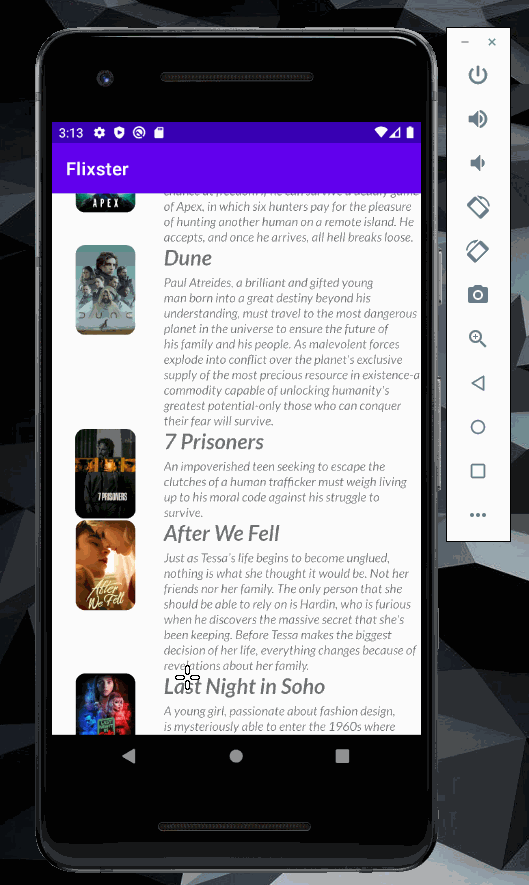 3:13
Flixster
APEX
chance at freedom if he can survive a deadly game
of Apex, in which six hunters pay for the pleasure
of hunting another human on a remote island. He
accepts, and once he arrives, all hell breaks loose.
Dune
DUNE
Paul Atreides, a brilliant and gifted young
man born into a great destiny beyond his
understanding, must travel to the most dangerous
planet in the universe to ensure the future of
his family and his people. As malevolent forces
explode into conflict over the planet's exclusive
supply of the most precious resource in existence-a
commodity capable of unlocking humanity's
greatest potential-only those who can conquer
their fear will survive.
7 Prisoners
7 PRISONERS
An impoverished teen seeking to escape the
clutches of a human trafficker must weigh living
up to his moral code against his struggle to
survive.
After We Fell
After
We Fell
Just as Tessa's life begins to become unglued,
nothing is what she thought it would be. Not her
friends nor her family. The only person that she
should be able to rely on is Hardin, who is furious
when he discovers the massive secret that she's
been keeping. Before Tessa makes the biggest
decision of her life, everything changes because of
revelations about her family.
Last Night in Soho
A young girl, passionate about fashion design,
is mysteriously able to enter the 1960s where